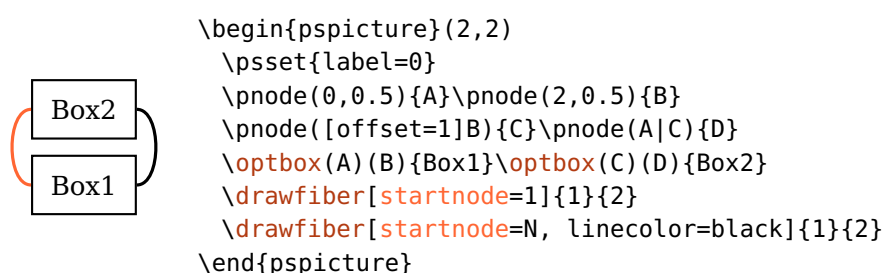 Box2
Box1
\begin{pspicture}(2,2)
  \psset{label=0}
  \pnode(0,0.5){A}\pnode(2,0.5){B}
  \pnode([offset=1]B){C}\pnode(A|C){D}
  \optbox(A)(B){Box1}\optbox(C)(D){Box2}
  \drawfiber[startnode=1]{1}{2}
  \drawfiber[startnode=N, linecolor=black]{1}{2}
\end{pspicture}